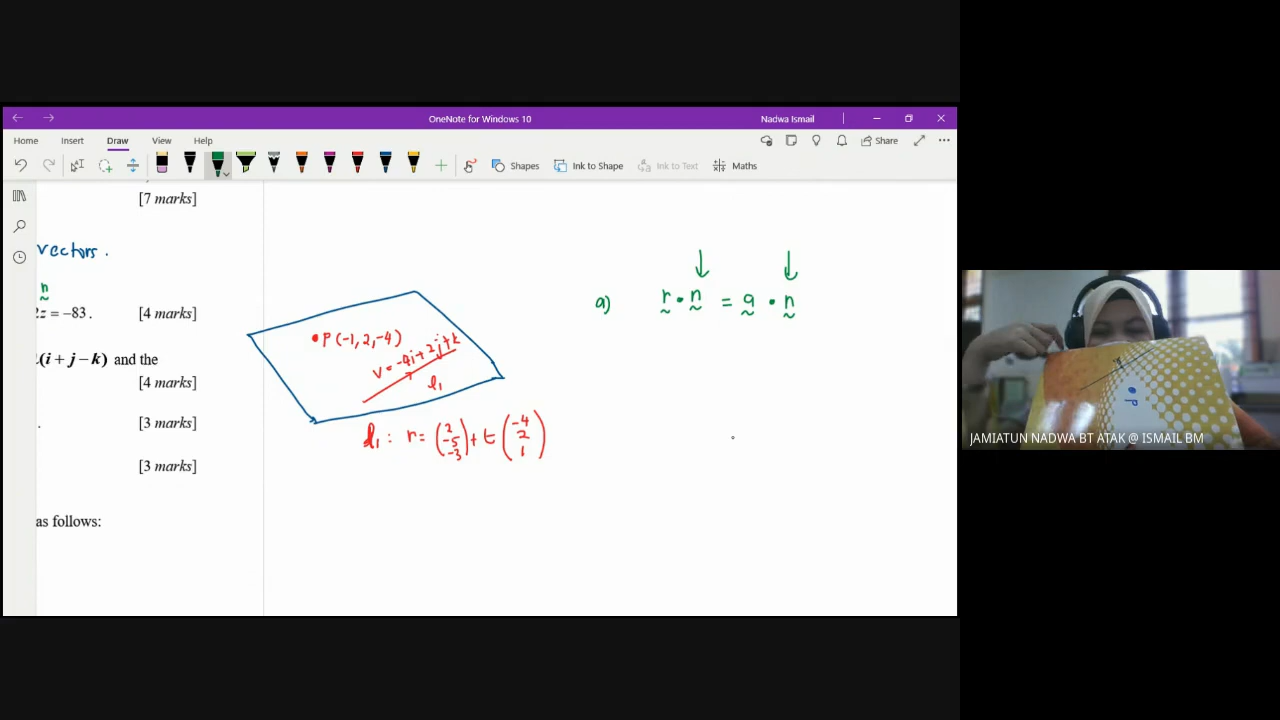 OneNote for Windows 10
Nadwa Ismail
Home Insert Draw View Help
Share
Shapes
Ink to Shape
Ink to Text
Maths
[7 marks]
vectors.
n
2z = −83. [4 marks]
(i + j − k) and the
[4 marks]
[3 marks]
[3 marks]
as follows:
P(-1, 2, -4)
v = -4i + 2j + k
l₁
l₁ : r = (2 -5 -3) + t (-4 2 1)
a) r • n = a • n
P
JAMIATUN NADWA BT ATAK @ ISMAIL BM